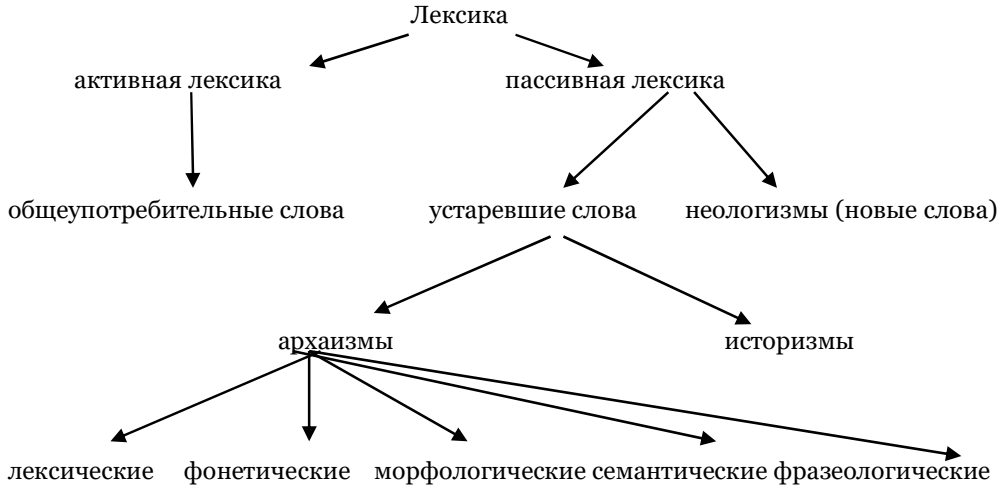 Лексика
активная лексика пассивная лексика
общеупотребительные слова устаревшие слова неологизмы (новые слова)
архаизмы историзмы
лексические фонетические морфологические семантические фразеологические